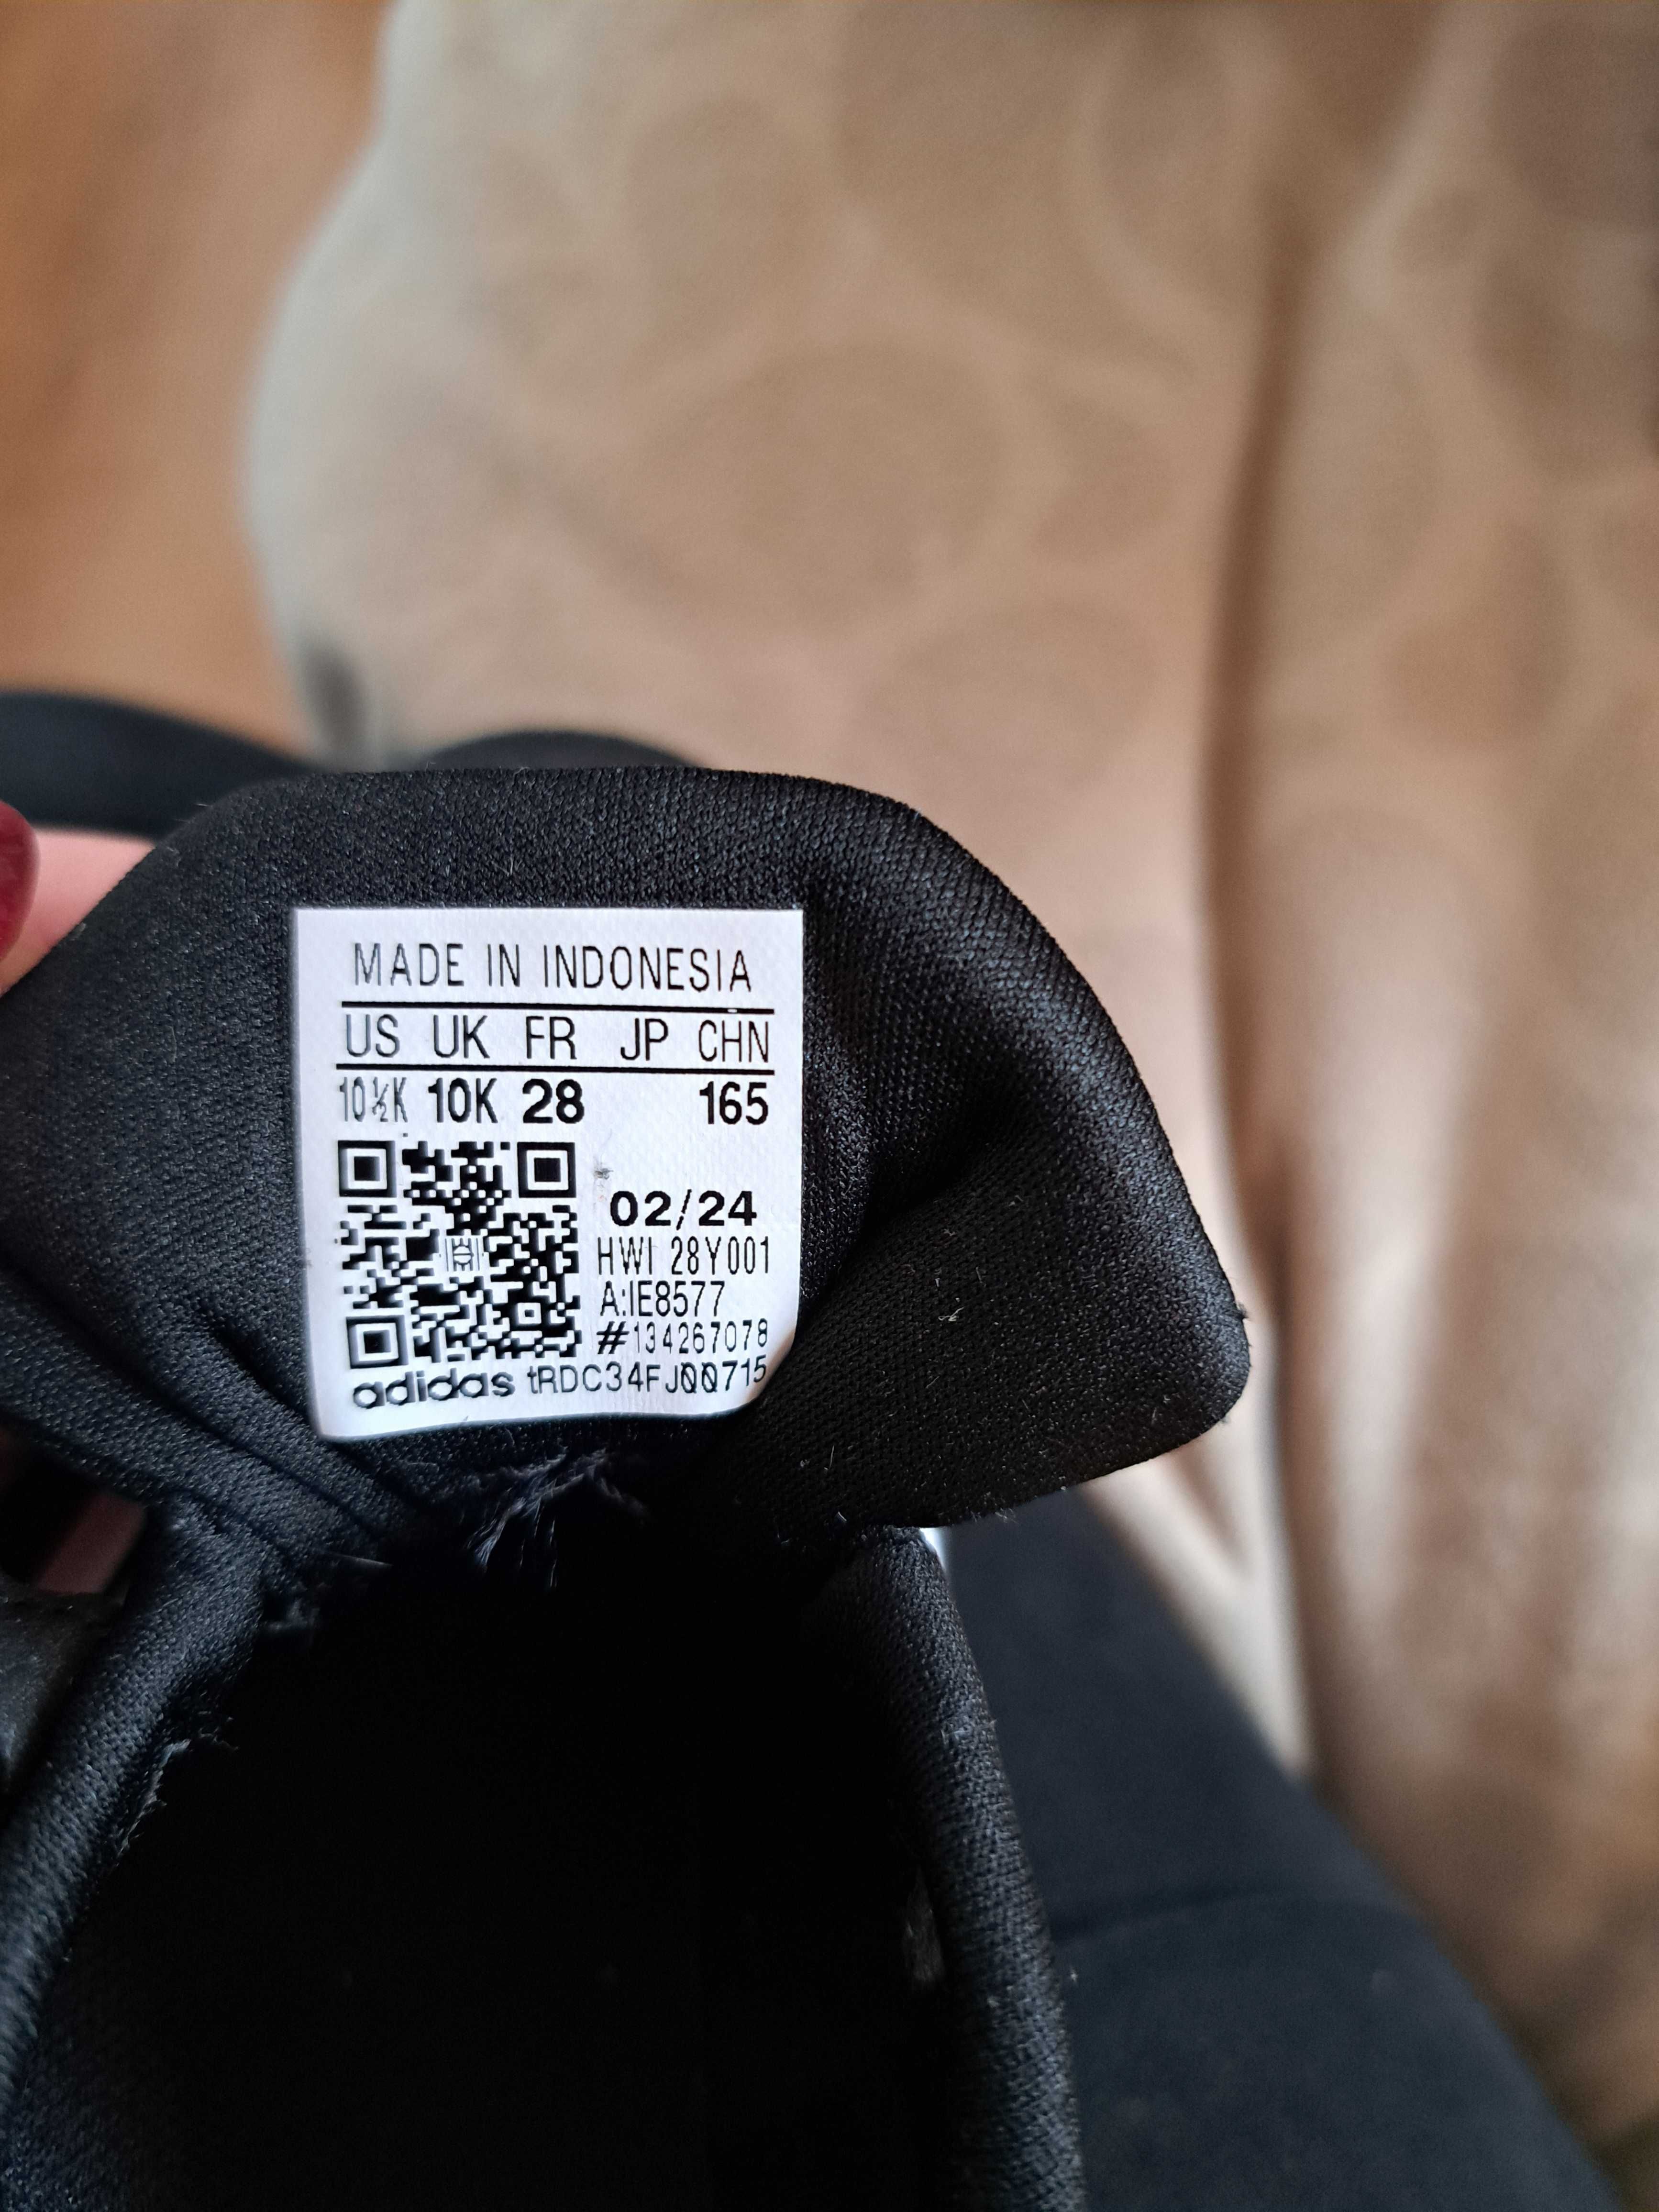 MADE IN INDONESIA
US UK FR JP CHN
10½K 10K 28 165
02/24
HWI 28Y001
A:IE8577
#134267078
adidas tRDC34FJ00715